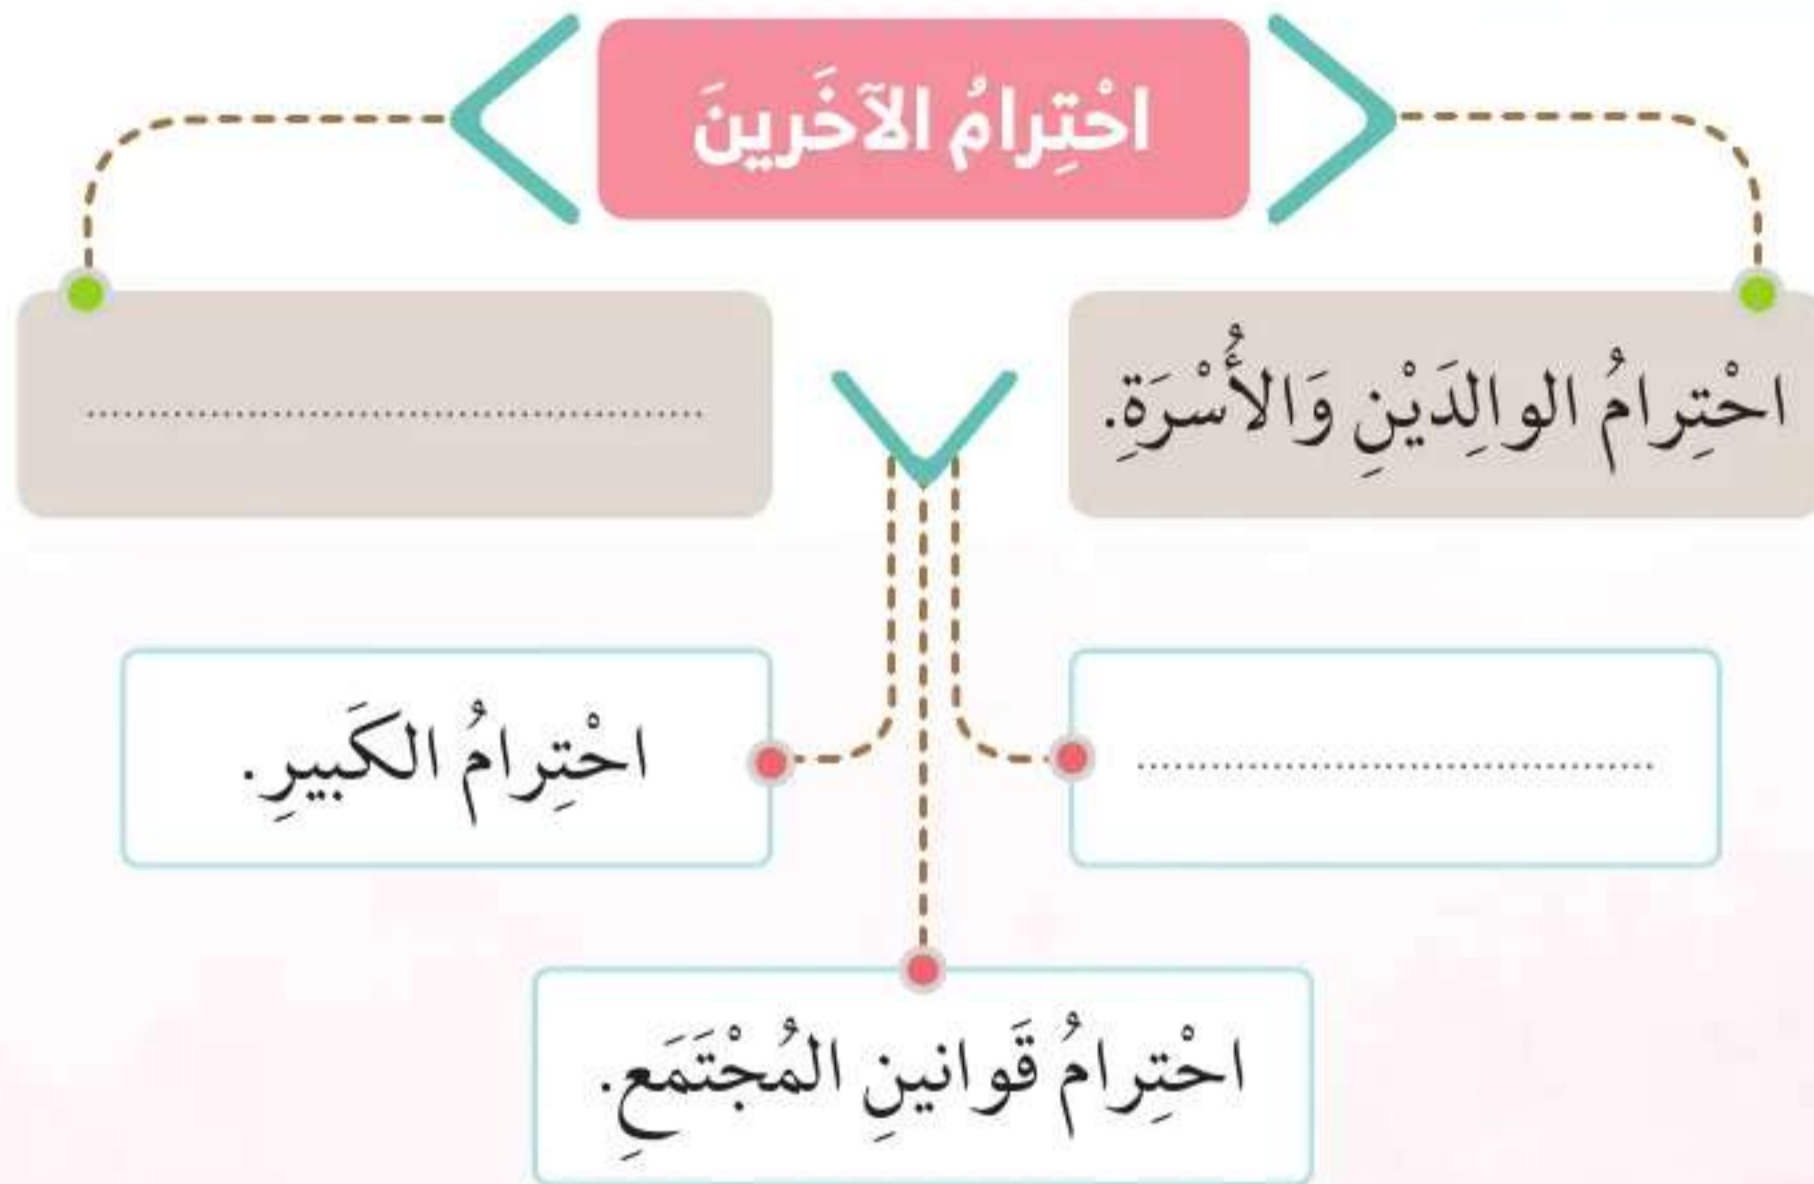 احْتِرامُ الآخَرينَ
احْتِرامُ الوالِدَيْنِ وَالأُسْرَةِ.
احْتِرامُ الكَبيرِ.
احْتِرامُ قَوانينِ المُجْتَمَعِ.